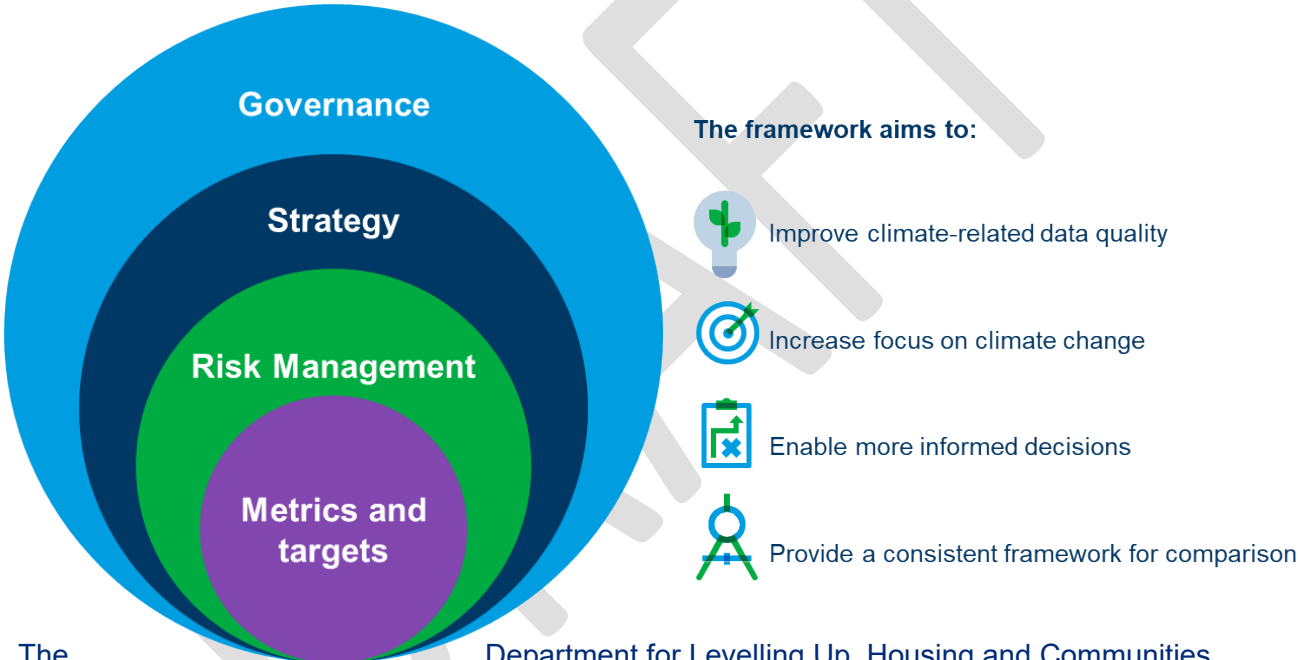 Governance
Strategy
Risk Management
Metrics and
targets
The framework aims to:
Improve climate-related data quality
Increase focus on climate change
Enable more informed decisions
Provide a consistent framework for comparison
The Department for Levelling Up, Housing and Communities